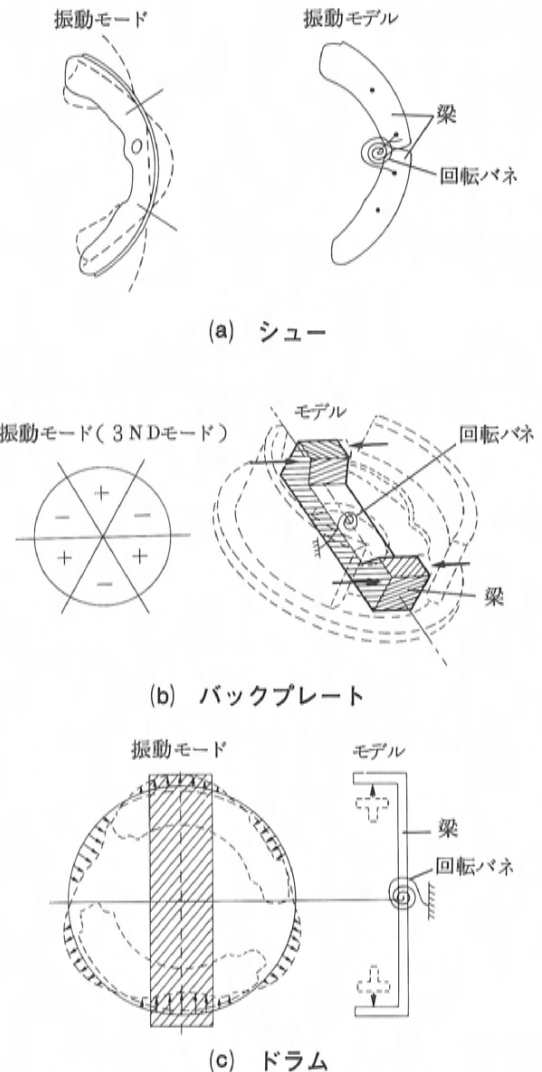 振動モード
振動モデル
梁
回転バネ
(a) シュー
モデル
振動モード(3NDモード)
回転バネ
+
− −
+ +
−
梁
(b) バックプレート
振動モード
モデル
梁
回転バネ
(c) ドラム